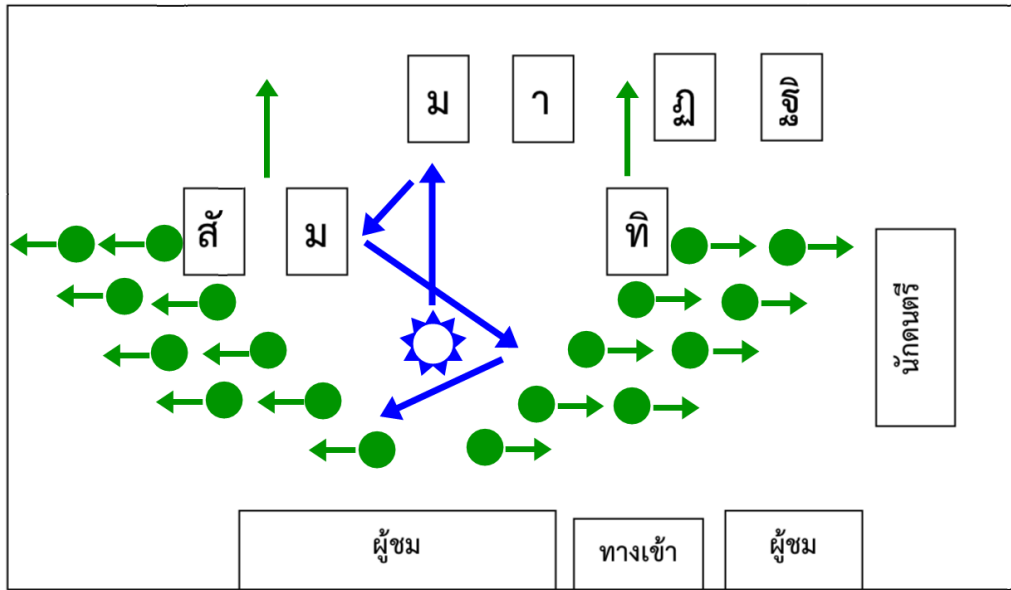 ม า ฏ ฐิ
สั ม ทิ
นักดนตรี
ผู้ชม ทางเข้า ผู้ชม